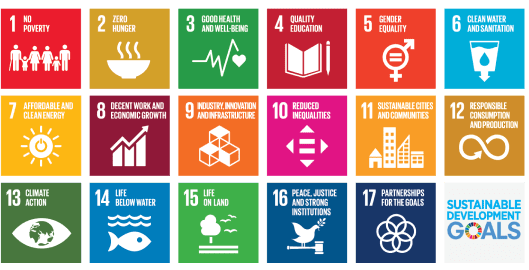 1 NO
POVERTY
2 ZERO
HUNGER
3 GOOD HEALTH
AND WELL-BEING
4 QUALITY
EDUCATION
5 GENDER
EQUALITY
6 CLEAN WATER
AND SANITATION
7 AFFORDABLE AND
CLEAN ENERGY
8 DECENT WORK AND
ECONOMIC GROWTH
9 INDUSTRY, INNOVATION
AND INFRASTRUCTURE
10 REDUCED
INEQUALITIES
11 SUSTAINABLE CITIES
AND COMMUNITIES
12 RESPONSIBLE
CONSUMPTION
AND PRODUCTION
13 CLIMATE
ACTION
14 LIFE
BELOW WATER
15 LIFE
ON LAND
16 PEACE, JUSTICE
AND STRONG
INSTITUTIONS
17 PARTNERSHIPS
FOR THE GOALS
SUSTAINABLE
DEVELOPMENT
GOALS